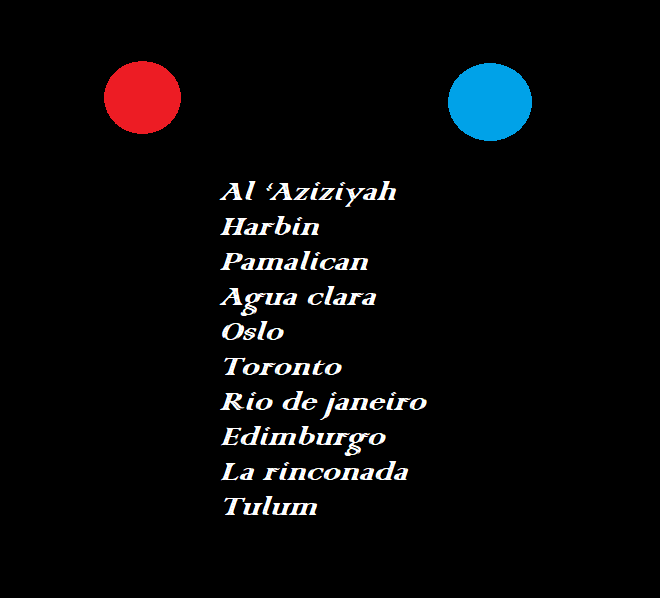 Al ‘Aziziyah
Harbin
Pamalican
Agua clara
Oslo
Toronto
Rio de janeiro
Edimburgo
La rinconada
Tulum